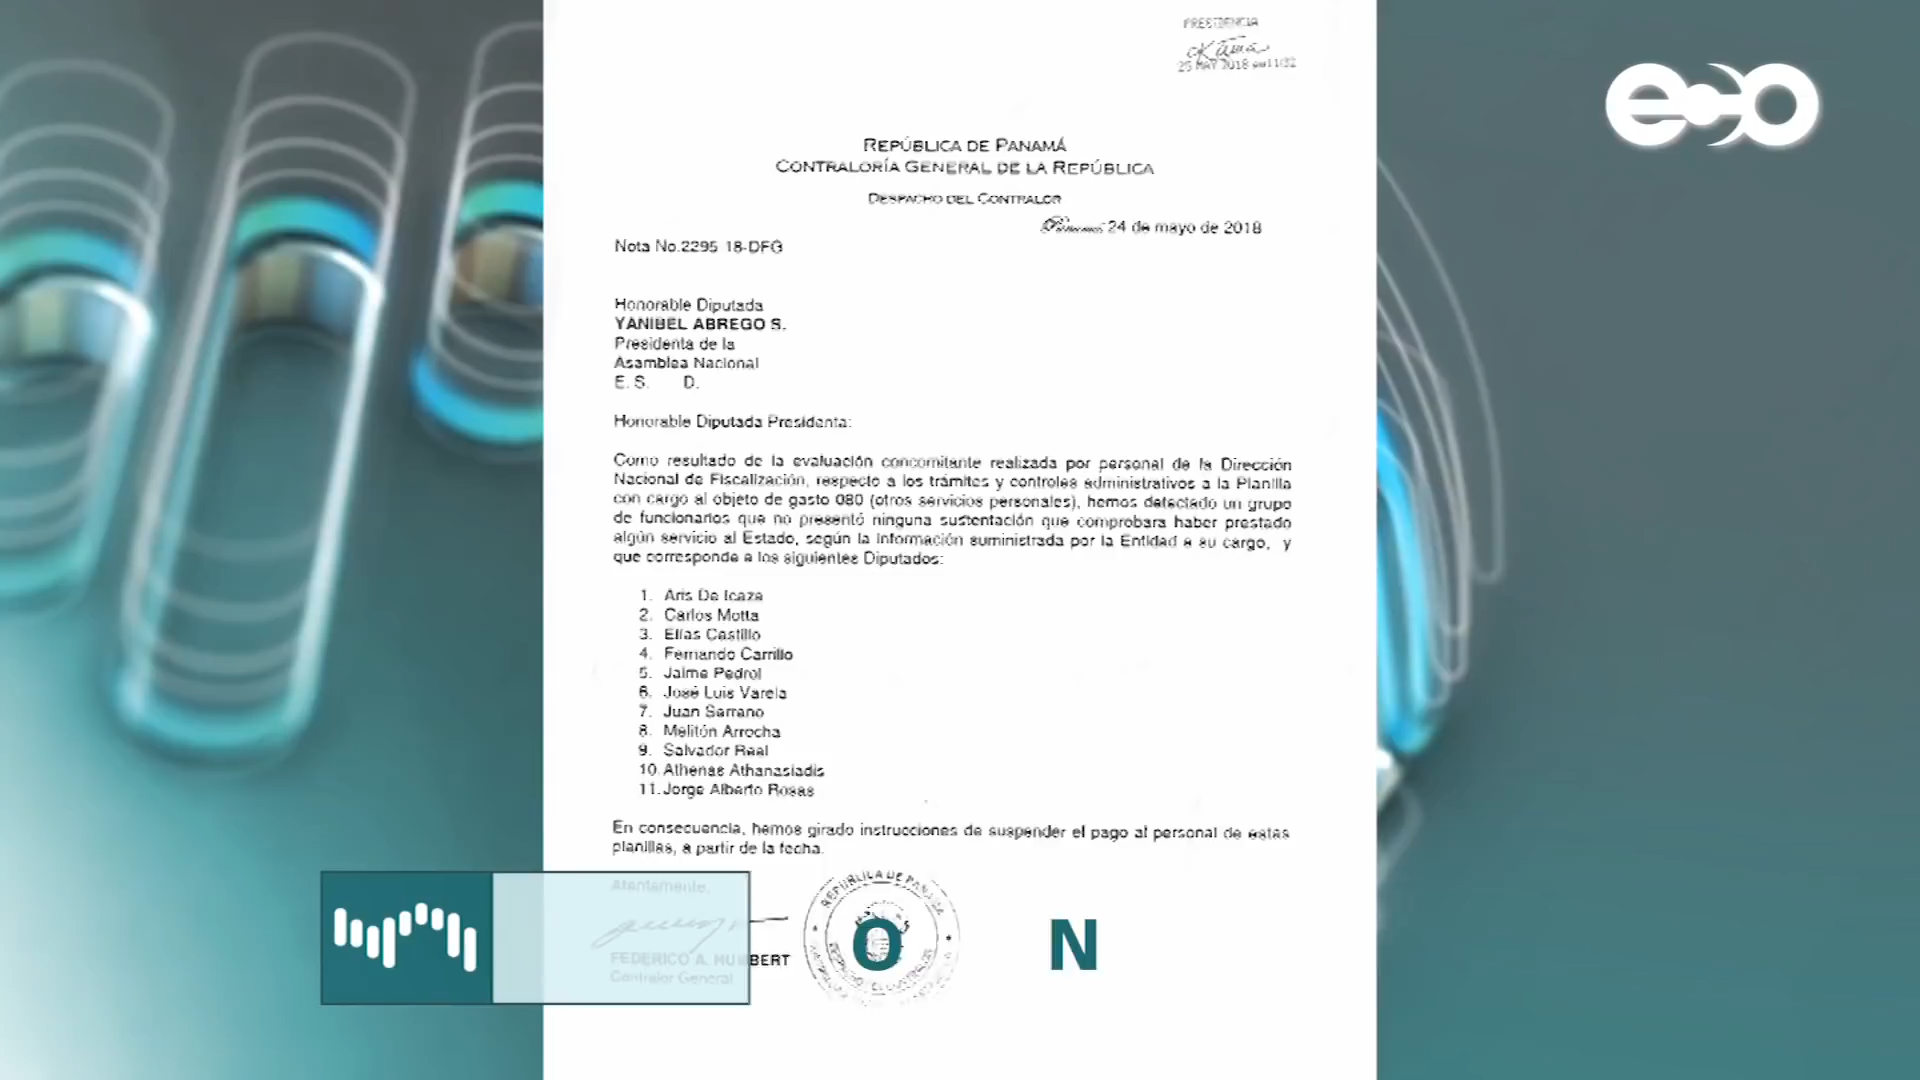 PRESIDENCIA
25 MAY 2018 am11:32
eco
REPÚBLICA DE PANAMÁ
CONTRALORÍA GENERAL DE LA REPÚBLICA
DESPACHO DEL CONTRALOR
Panamá 24 de mayo de 2018
Nota No.2295 18-DFG
Honorable Diputada
YANIBEL ABREGO S.
Presidenta de la
Asamblea Nacional
E. S. D.
Honorable Diputada Presidenta:
Como resultado de la evaluación concomitante realizada por personal de la Dirección
Nacional de Fiscalización, respecto a los trámites y controles administrativos a la Planilla
con cargo al objeto de gasto 080 (otros servicios personales), hemos detectado un grupo
de funcionarios que no presentó ninguna sustentación que comprobara haber prestado
algún servicio al Estado, según la información suministrada por la Entidad a su cargo, y
que corresponde a los siguientes Diputados:
1. Aris De Icaza
2. Carlos Motta
3. Elías Castillo
4. Fernando Carrillo
5. Jaime Pedrol
6. José Luis Varela
7. Juan Serrano
8. Melitón Arrocha
9. Salvador Real
10. Athenas Athanasiadis
11. Jorge Alberto Rosas
En consecuencia, hemos girado instrucciones de suspender el pago al personal de estas
planillas, a partir de la fecha.
Atentamente,
FEDERICO A. HUMBERT
Contralor General
REPÚBLICA DE PANAMÁ
O N